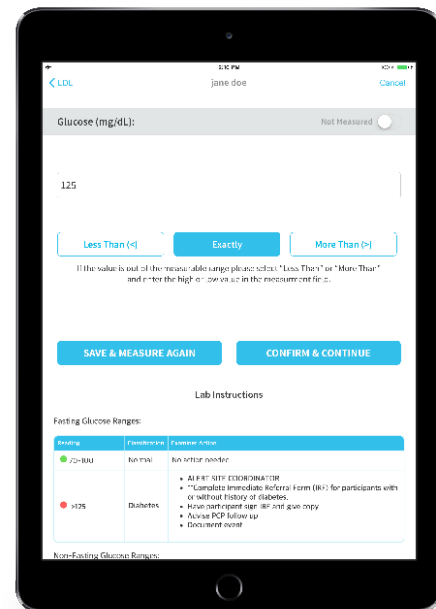 5:10 PM
< LDL
jane doe
Cancel
Glucose (mg/dL):
Not Measured
125
Less Than (<)
Exactly
More Than (>)
If the value is out of the measurable range please select "Less Than" or "More Than"
and enter the high or low value in the measurment field.
SAVE & MEASURE AGAIN
CONFIRM & CONTINUE
Lab Instructions
Fasting Glucose Ranges:
Reading Classification Examiner Action
70-100 Normal No action needed
• ALERT SITE COORDINATOR
• **Complete Immediate Referral Form (IRF) for participants with
or without history of diabetes.
>125 Diabetes
• Have participant sign IRF and give copy
• Advise PCP follow up
• Document event
Non-Fasting Glucose Ranges: